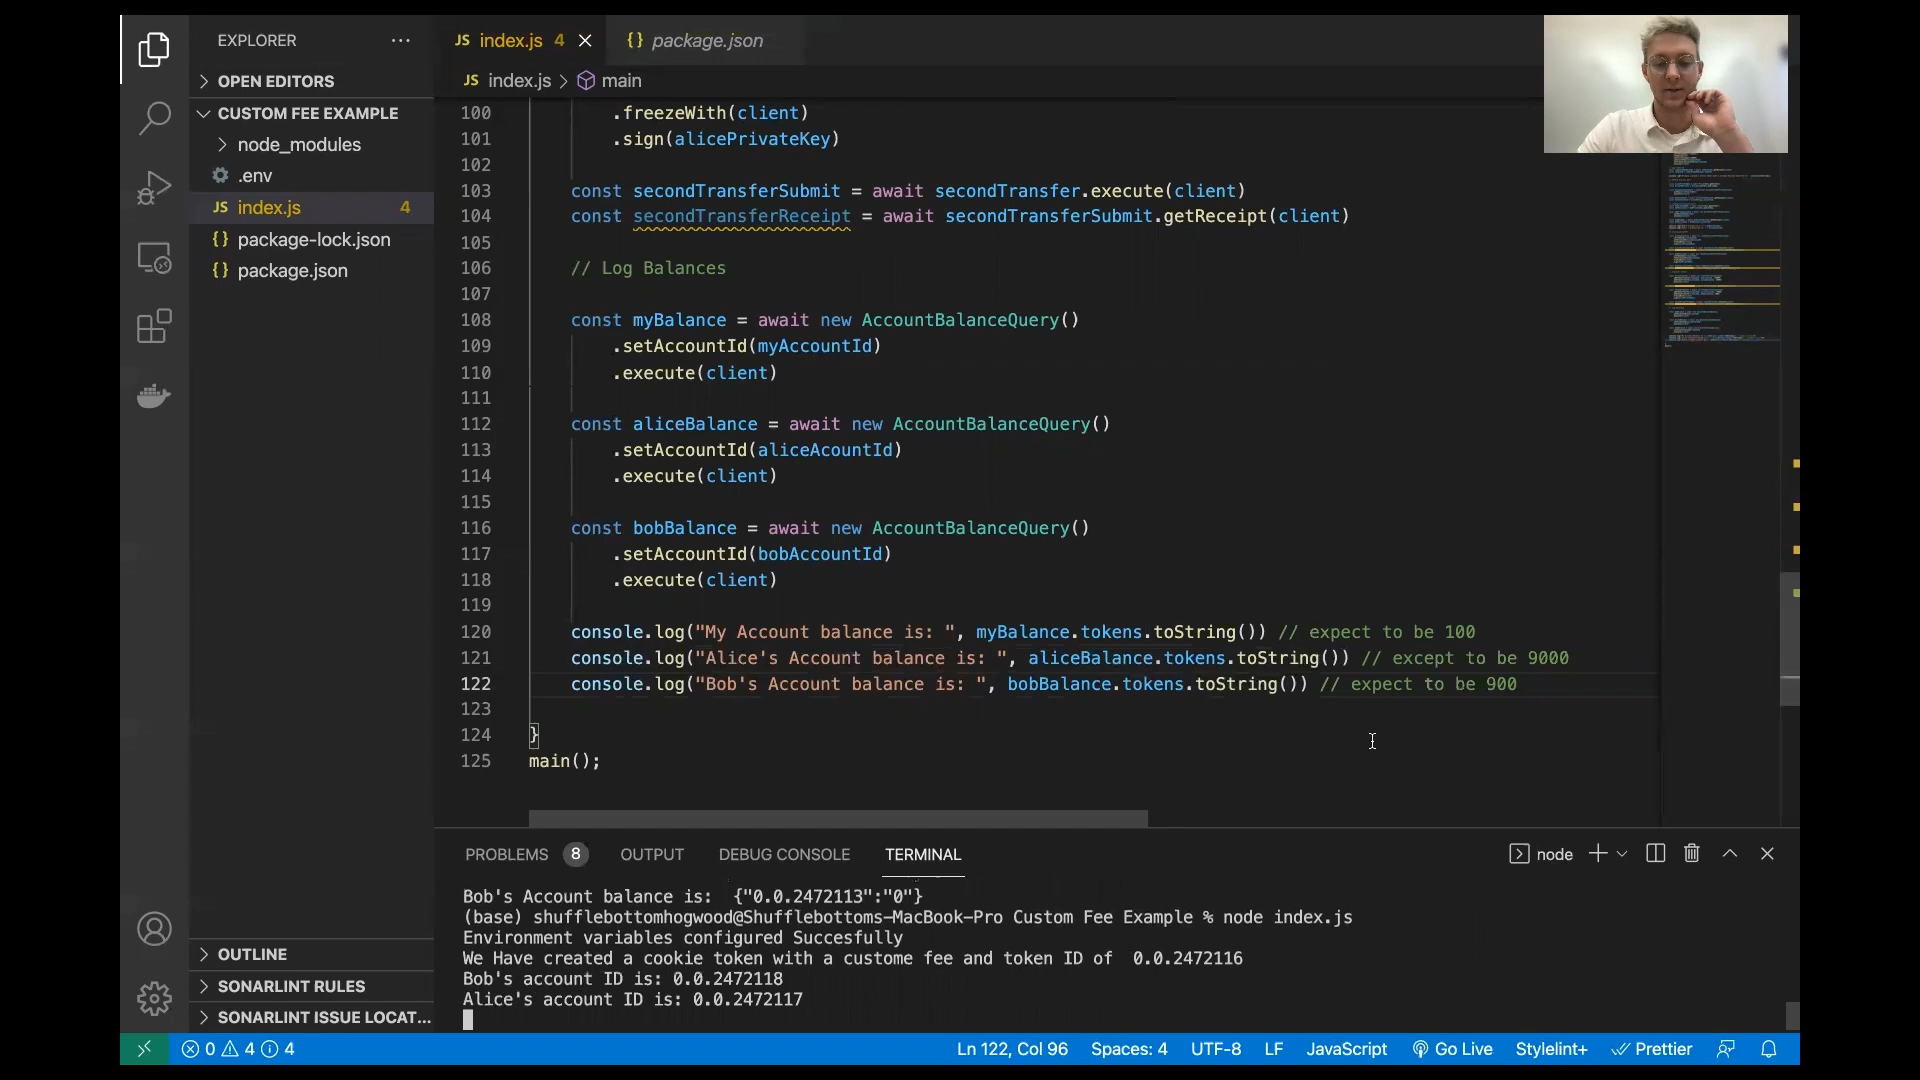 EXPLORER
OPEN EDITORS
CUSTOM FEE EXAMPLE
node_modules
.env
JS index.js 4
{} package-lock.json
{} package.json
OUTLINE
SONARLINT RULES
SONARLINT ISSUE LOCAT...
JS index.js 4
{} package.json
JS index.js > main
100 .freezeWith(client)
101 .sign(alicePrivateKey)
102
103 const secondTransferSubmit = await secondTransfer.execute(client)
104 const secondTransferReceipt = await secondTransferSubmit.getReceipt(client)
105
106 // Log Balances
107
108 const myBalance = await new AccountBalanceQuery()
109 .setAccountId(myAccountId)
110 .execute(client)
111
112 const aliceBalance = await new AccountBalanceQuery()
113 .setAccountId(aliceAcountId)
114 .execute(client)
115
116 const bobBalance = await new AccountBalanceQuery()
117 .setAccountId(bobAccountId)
118 .execute(client)
119
120 console.log("My Account balance is: ", myBalance.tokens.toString()) // expect to be 100
121 console.log("Alice's Account balance is: ", aliceBalance.tokens.toString()) // except to be 9000
122 console.log("Bob's Account balance is: ", bobBalance.tokens.toString()) // expect to be 900
123
124 }
125 main();
PROBLEMS 8 OUTPUT DEBUG CONSOLE TERMINAL node
Bob's Account balance is:  {"0.0.2472113":"0"}
(base) shufflebottomhogwood@Shufflebottoms-MacBook-Pro Custom Fee Example % node index.js
Environment variables configured Succesfully
We Have created a cookie token with a custome fee and token ID of  0.0.2472116
Bob's account ID is: 0.0.2472118
Alice's account ID is: 0.0.2472117
0 4 4 Ln 122, Col 96 Spaces: 4 UTF-8 LF JavaScript Go Live Stylelint+ Prettier